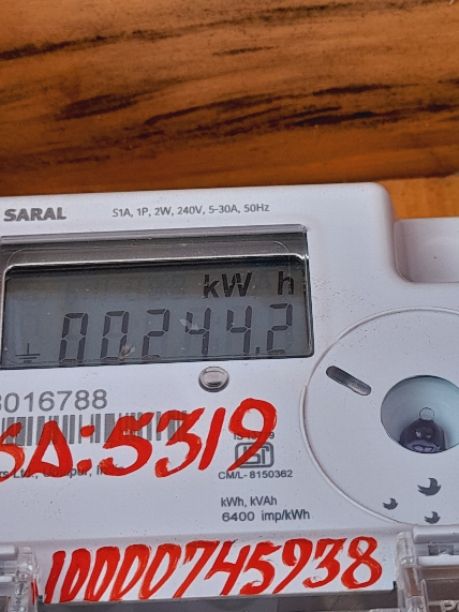 SARAL S1A, 1P, 2W, 240V, 5-30A, 50Hz
kW h
00244.2
016788
SA:5319
CM/L- 8150362
kWh, kVAh
6400 imp/kWh
10000745938